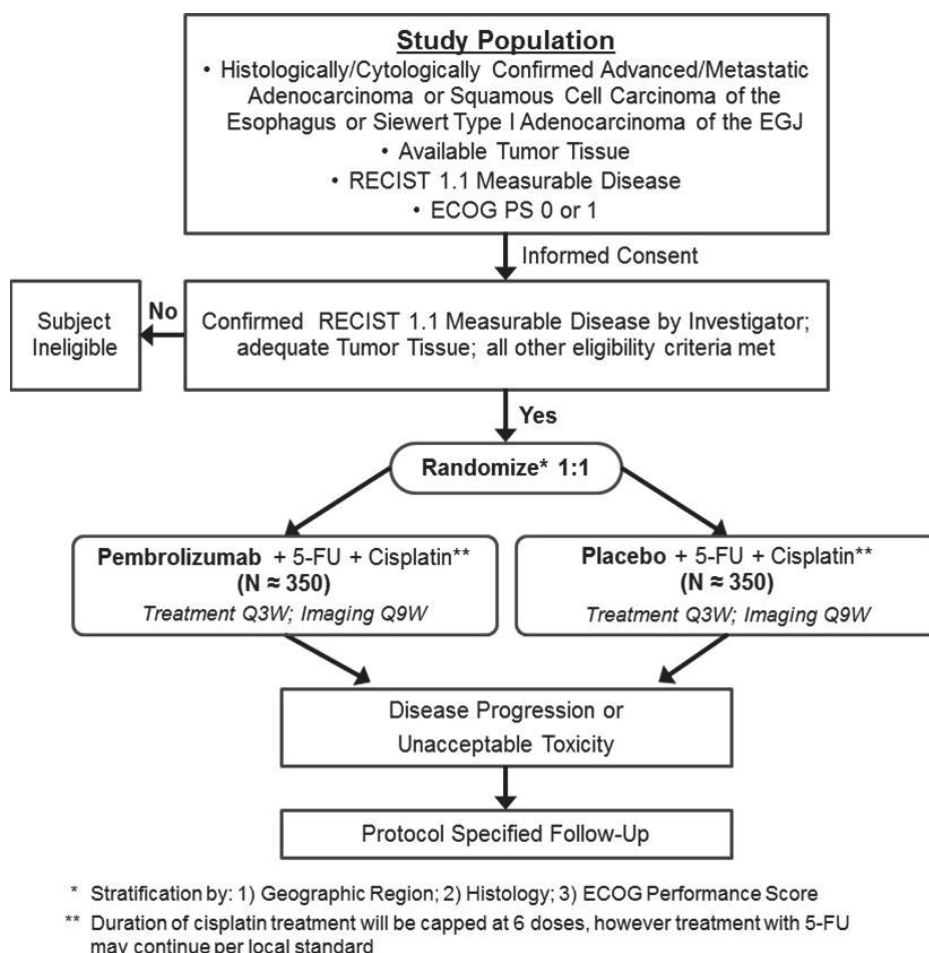 Study Population
• Histologically/Cytologically Confirmed Advanced/Metastatic
Adenocarcinoma or Squamous Cell Carcinoma of the
Esophagus or Siewert Type I Adenocarcinoma of the EGJ
• Available Tumor Tissue
• RECIST 1.1 Measurable Disease
• ECOG PS 0 or 1
Informed Consent
Subject
Ineligible
No
Confirmed RECIST 1.1 Measurable Disease by Investigator;
adequate Tumor Tissue; all other eligibility criteria met
Yes
Randomize* 1:1
Pembrolizumab + 5-FU + Cisplatin**
(N ≈ 350)
Treatment Q3W; Imaging Q9W
Placebo + 5-FU + Cisplatin**
(N ≈ 350)
Treatment Q3W; Imaging Q9W
Disease Progression or
Unacceptable Toxicity
Protocol Specified Follow-Up
* Stratification by: 1) Geographic Region; 2) Histology; 3) ECOG Performance Score
** Duration of cisplatin treatment will be capped at 6 doses, however treatment with 5-FU
may continue per local standard